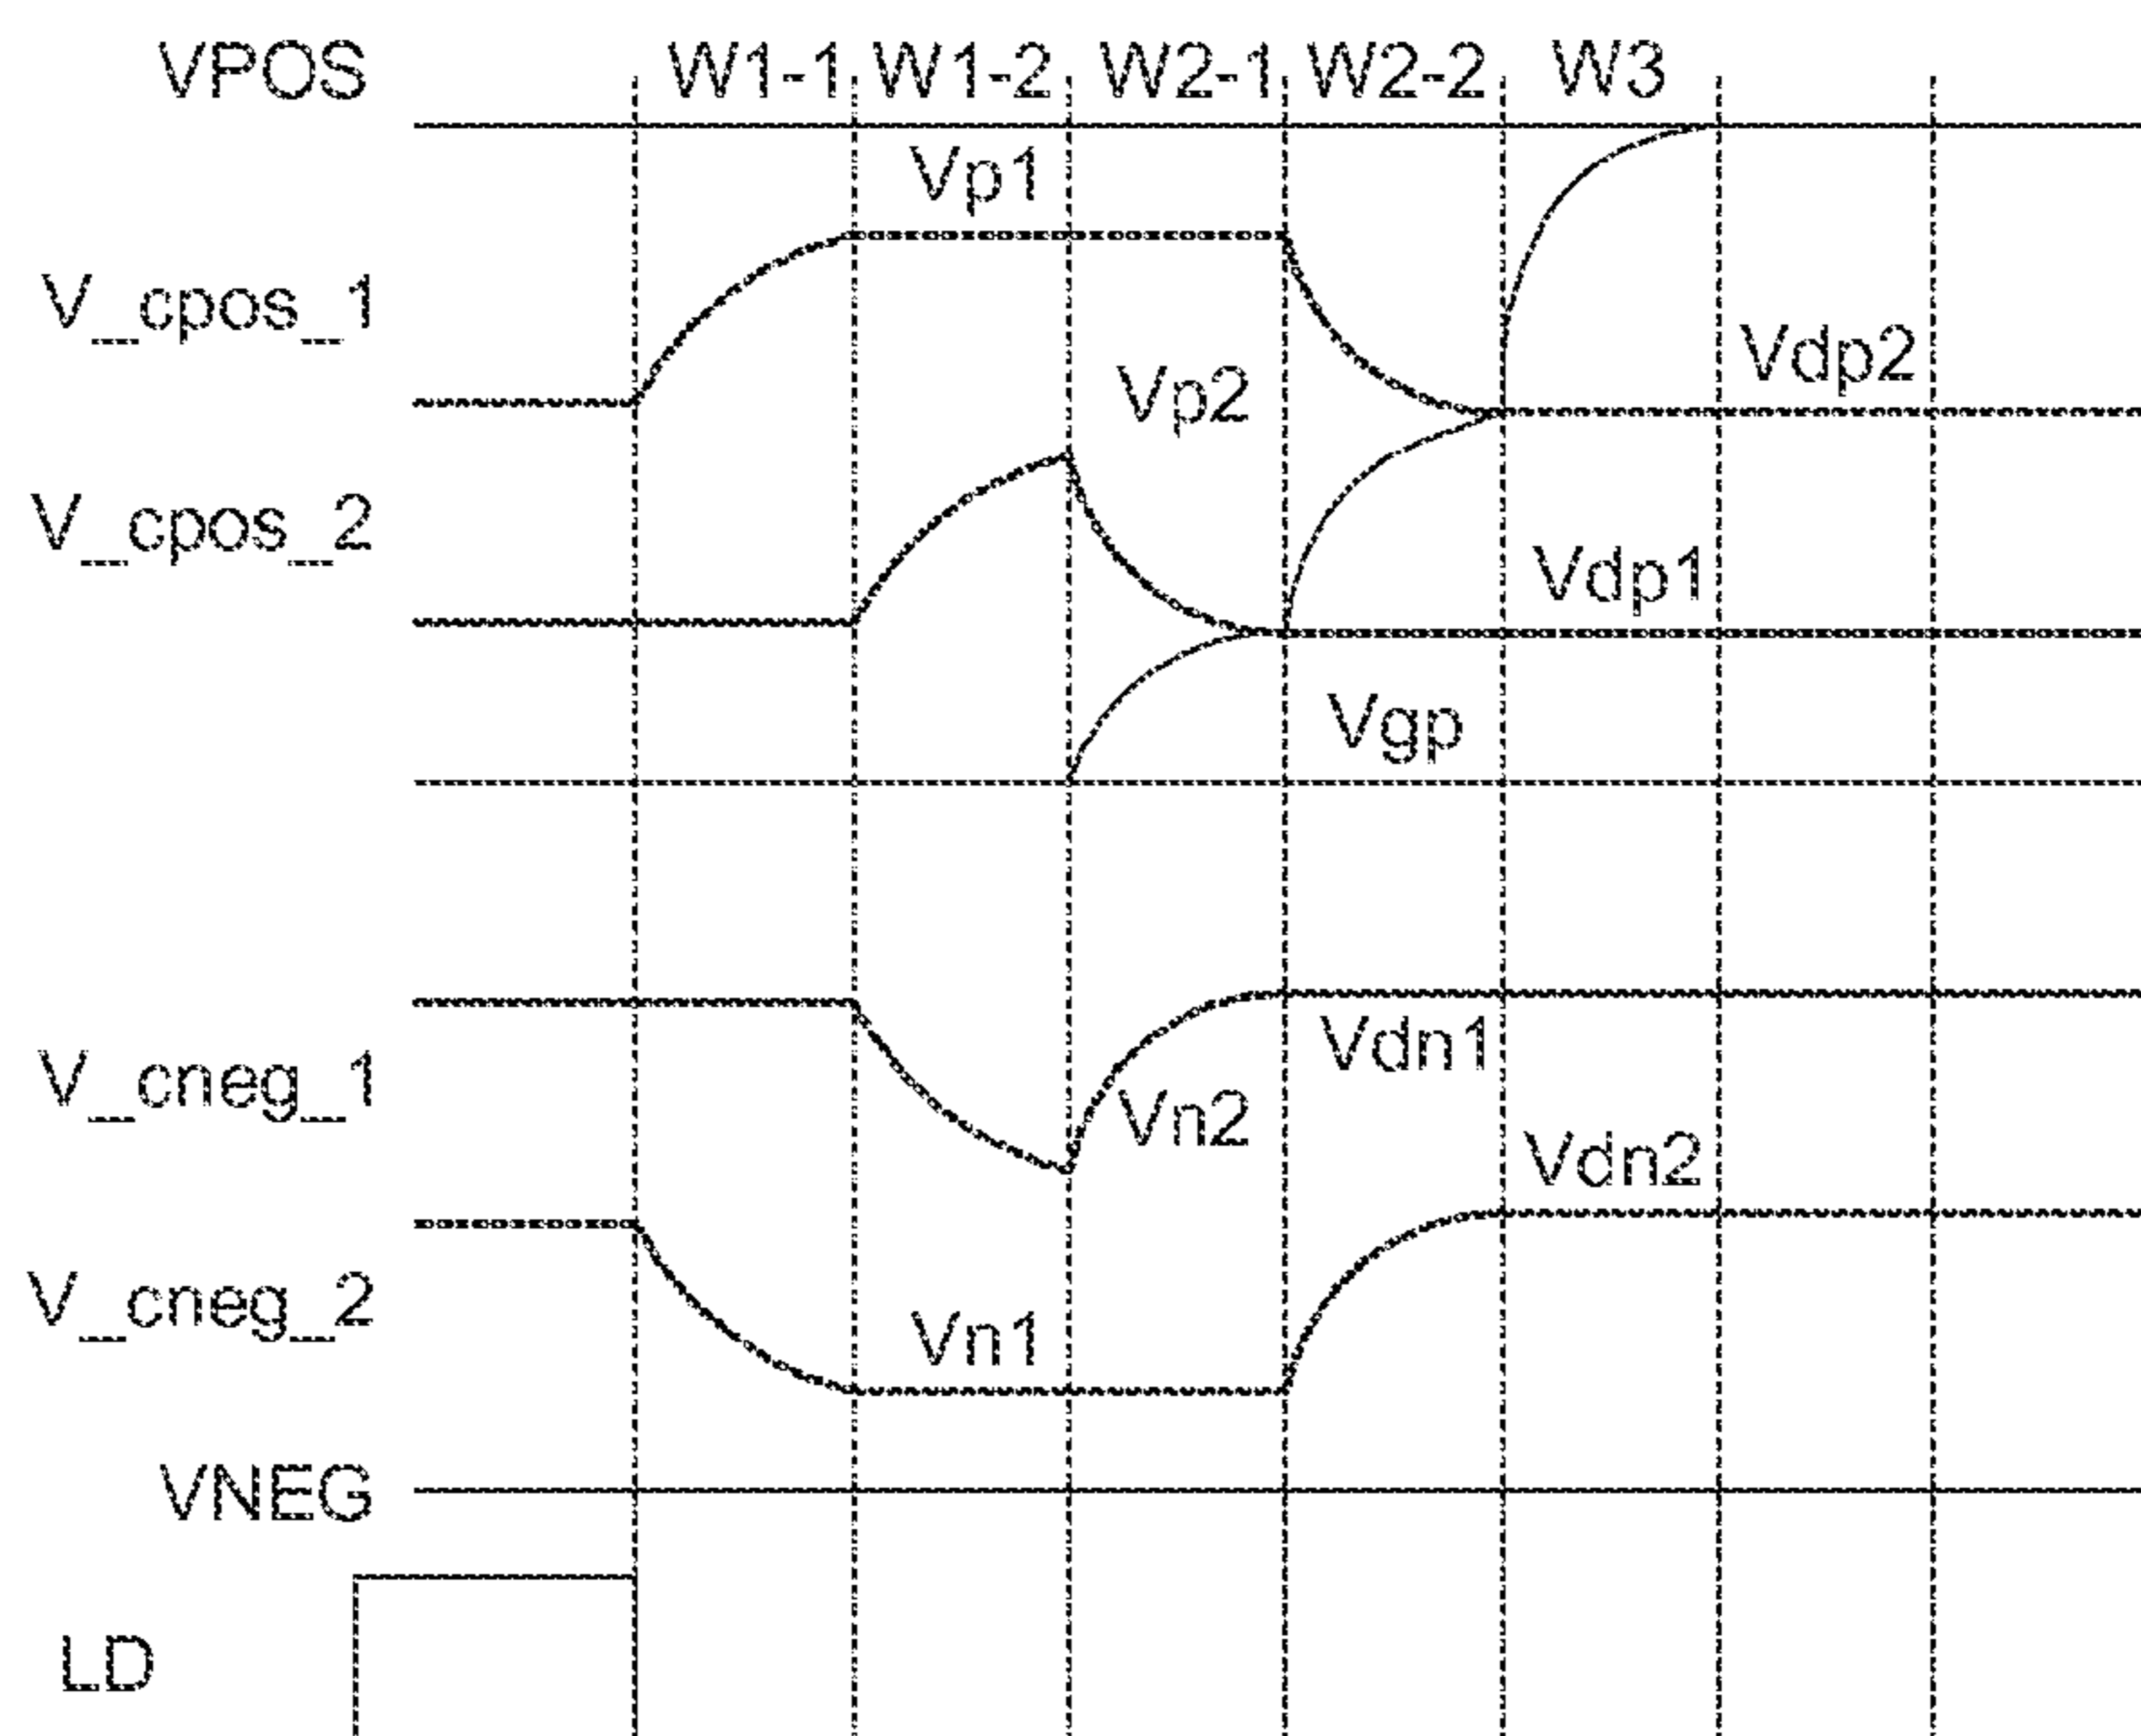 VPOS W1-1 W1-2 W2-1 W2-2 W3
Vp1
V_cpos_1
Vdp2
Vp2
V_cpos_2
Vdp1
Vgp
Vdn1
V_cneg_1
Vn2
Vdn2
V_cneg_2
Vn1
VNEG
LD